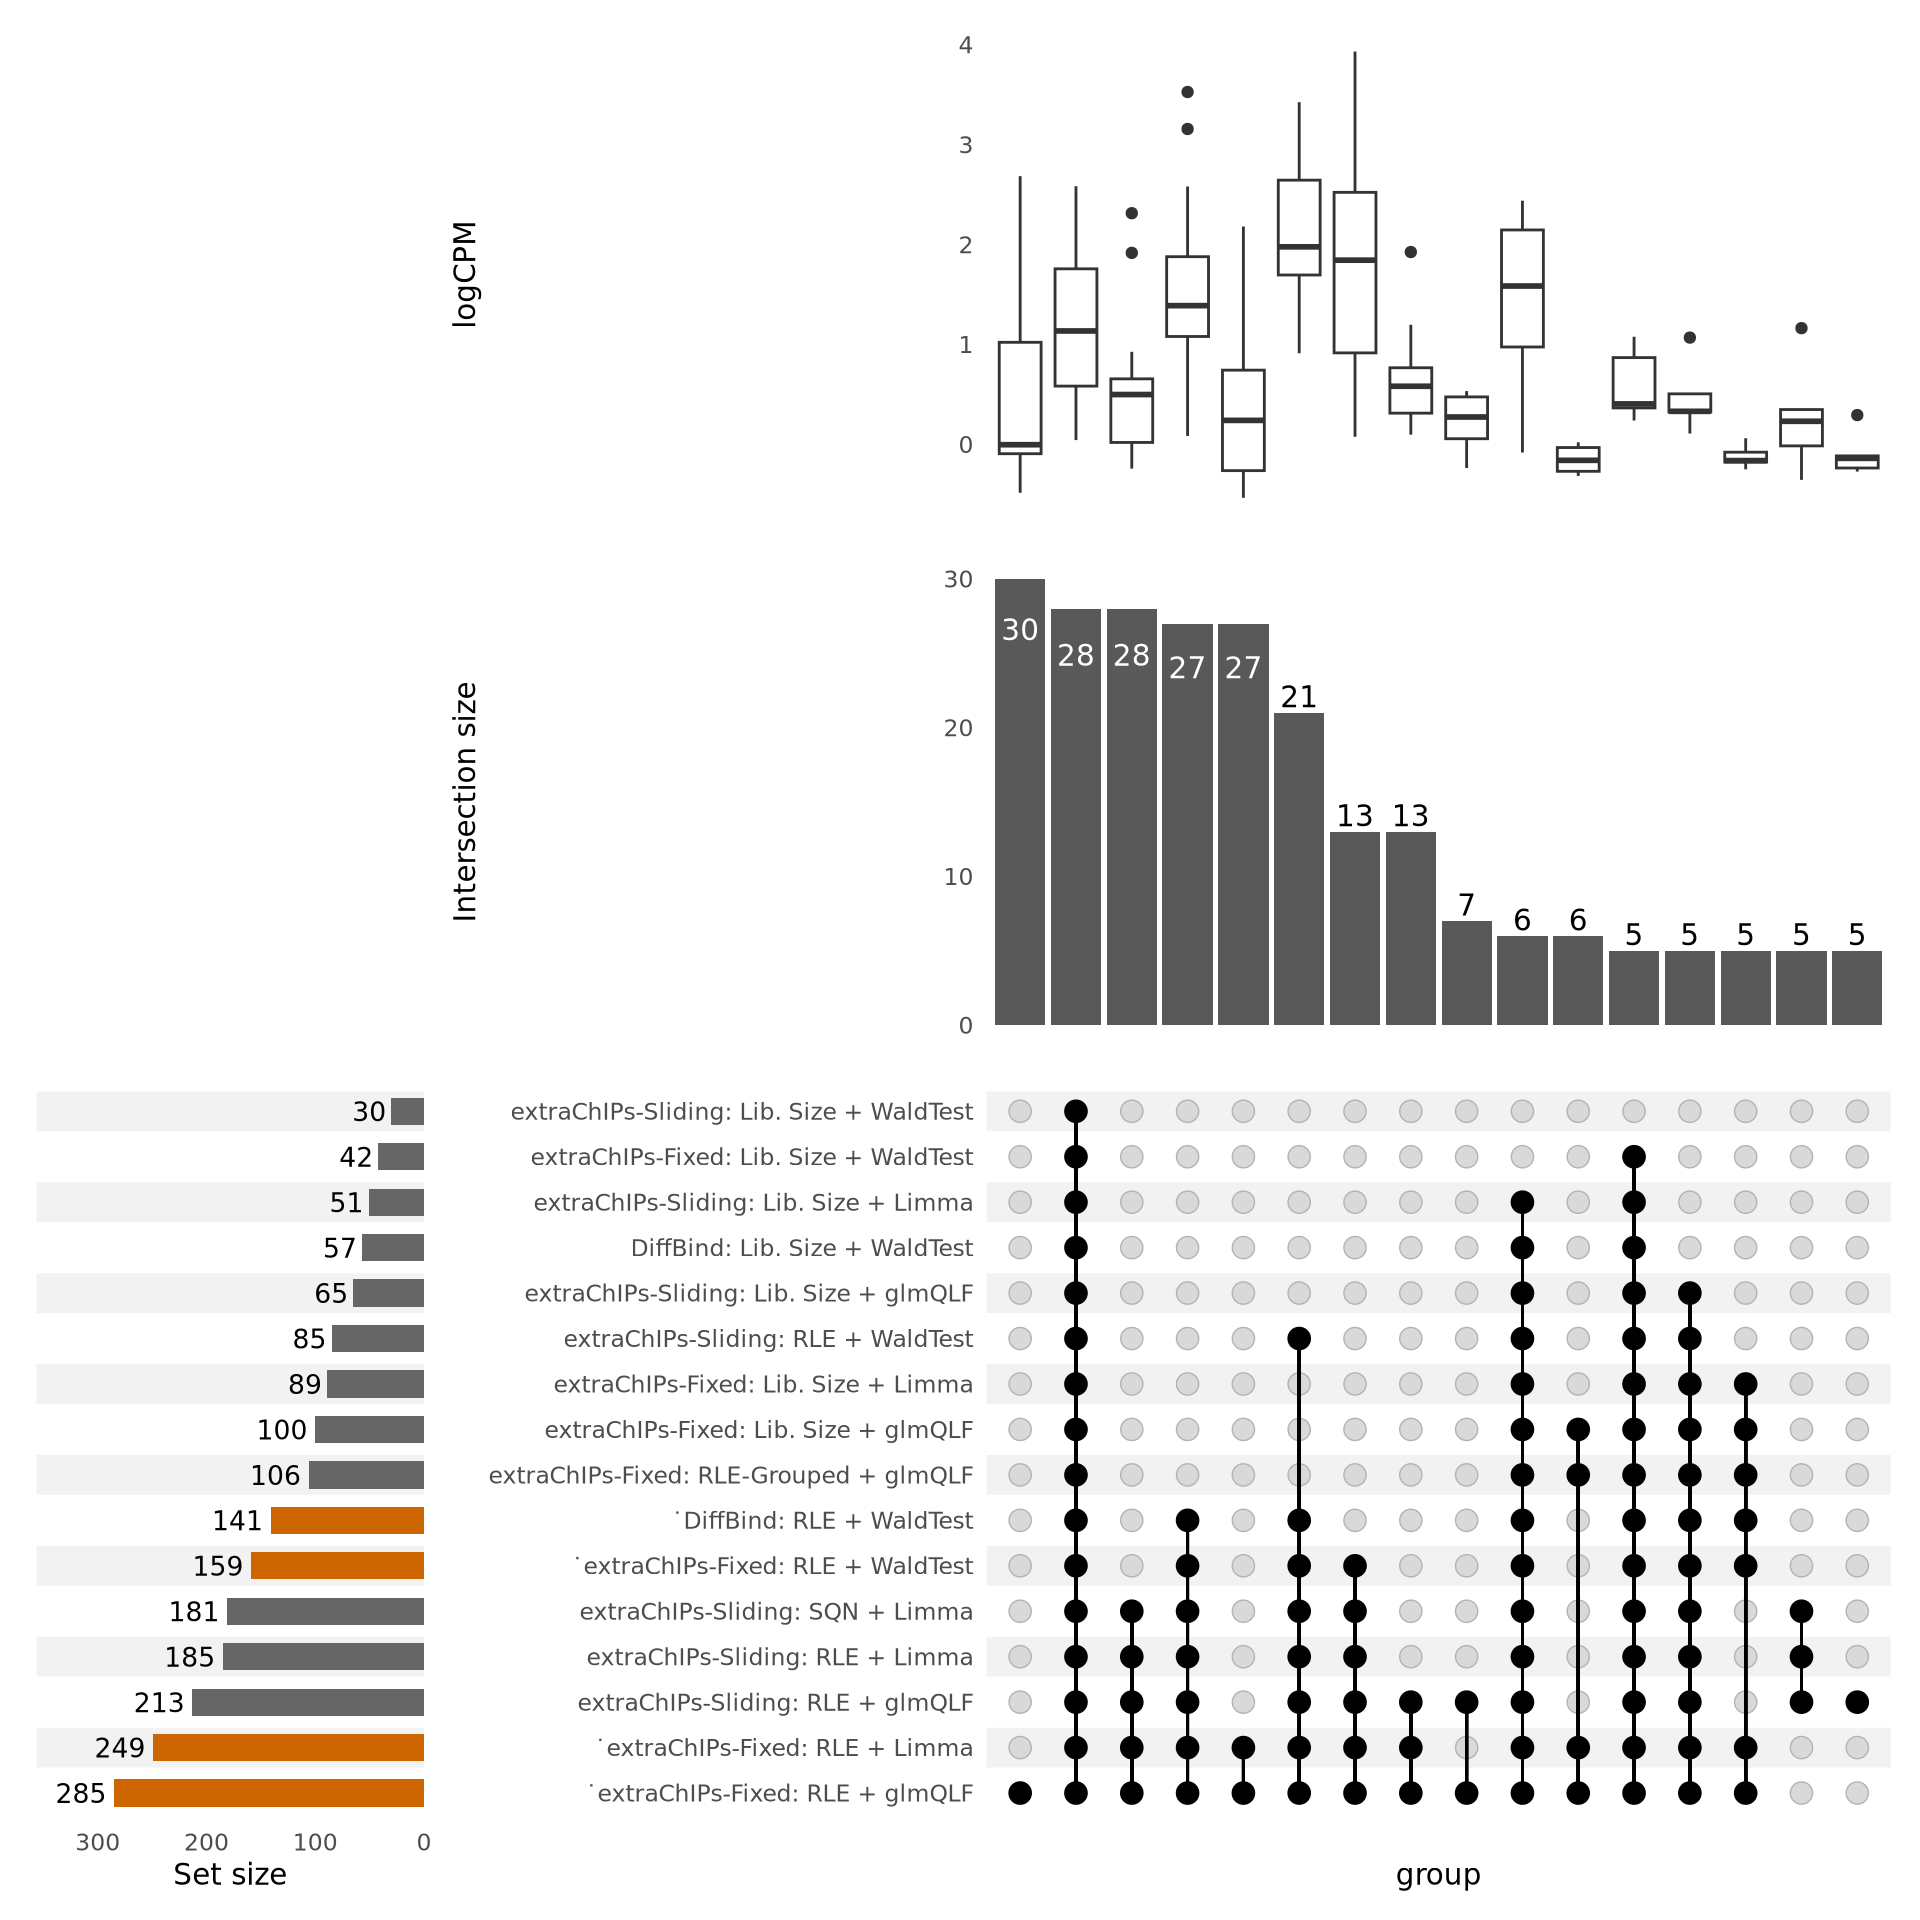 4
3
2
1
0
logCPM
30
20
10
0
Intersection size
30
28
28
27
27
21
13
13
7
6
6
5
5
5
5
5
30 extraChIPs-Sliding: Lib. Size + WaldTest
42 extraChIPs-Fixed: Lib. Size + WaldTest
51 extraChIPs-Sliding: Lib. Size + Limma
57 DiffBind: Lib. Size + WaldTest
65 extraChIPs-Sliding: Lib. Size + glmQLF
85 extraChIPs-Sliding: RLE + WaldTest
89 extraChIPs-Fixed: Lib. Size + Limma
100 extraChIPs-Fixed: Lib. Size + glmQLF
106 extraChIPs-Fixed: RLE-Grouped + glmQLF
141 ˙DiffBind: RLE + WaldTest
159 ˙extraChIPs-Fixed: RLE + WaldTest
181 extraChIPs-Sliding: SQN + Limma
185 extraChIPs-Sliding: RLE + Limma
213 extraChIPs-Sliding: RLE + glmQLF
249 ˙extraChIPs-Fixed: RLE + Limma
285 ˙extraChIPs-Fixed: RLE + glmQLF
300 200 100 0
Set size
group